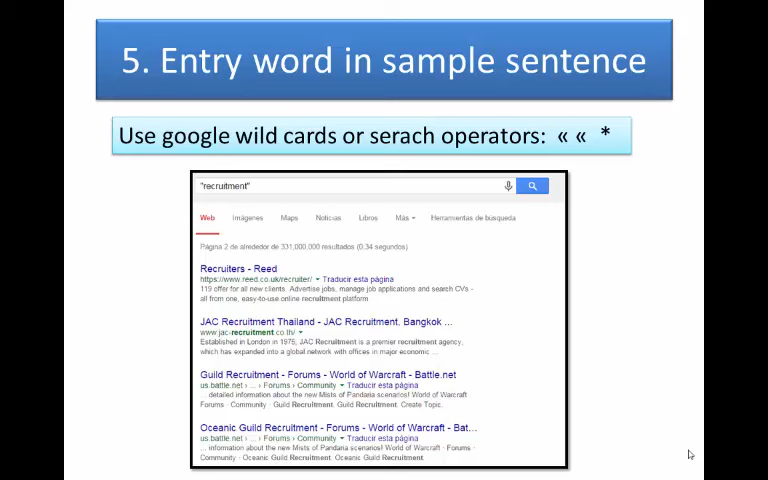 5. Entry word in sample sentence
Use google wild cards or serach operators: « « *
"recruitment"
Web Imágenes Maps Noticias Libros Más Herramientas de búsqueda
Página 2 de alrededor de 331,000,000 resultados (0.34 segundos)
Recruiters - Reed
https://www.reed.co.uk/recruiter/ Traducir esta página
119 offer for all new clients. Advertise jobs, manage job applications and search CVs -
all from one, easy-to-use online recruitment platform
JAC Recruitment Thailand - JAC Recruitment, Bangkok ...
www.jac-recruitment.co.th/
Established in London in 1975, JAC Recruitment is a premier recruitment agency,
which has expanded into a global network with offices in major economic ...
Guild Recruitment - Forums - World of Warcraft - Battle.net
us.battle.net › ... › Forums › Community Traducir esta página
... detailed information about the new Mists of Pandaria scenarios! World of Warcraft
Forums · Community · Guild Recruitment. Guild Recruitment. Create Topic.
Oceanic Guild Recruitment - Forums - World of Warcraft - Bat...
us.battle.net › ... › Forums › Community Traducir esta página
... information about the new Mists of Pandaria scenarios! World of Warcraft · Forums ·
Community · Oceanic Guild Recruitment. Oceanic Guild Recruitment.